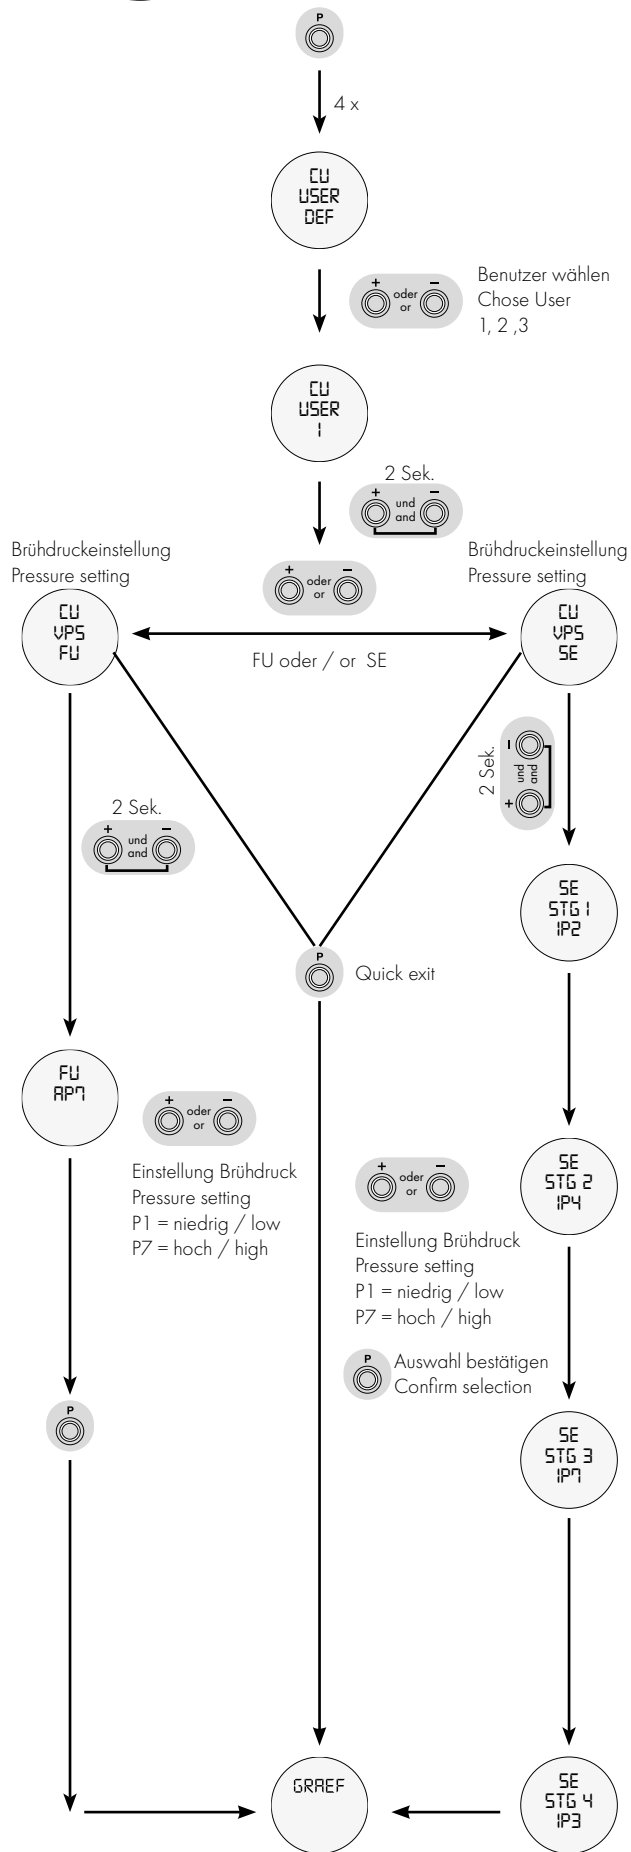 P
4 x
CU
USER
DEF
+ oder or −
Benutzer wählen
Chose User
1, 2 ,3
CU
USER
1
2 Sek.
+ und and −
+ oder or −
Brühdruckeinstellung
Pressure setting
CU
VPS
FU
FU oder / or SE
Brühdruckeinstellung
Pressure setting
CU
VPS
SE
2 Sek.
+ und and −
2 Sek.
+ und and −
SE
STG 1
IP2
P
Quick exit
FU
AP7
+ oder or −
Einstellung Brühdruck
Pressure setting
P1 = niedrig / low
P7 = hoch / high
SE
STG 2
IP4
+ oder or −
Einstellung Brühdruck
Pressure setting
P1 = niedrig / low
P7 = hoch / high
P
Auswahl bestätigen
Confirm selection
P
SE
STG 3
IP7
GRAEF
SE
STG 4
IP3